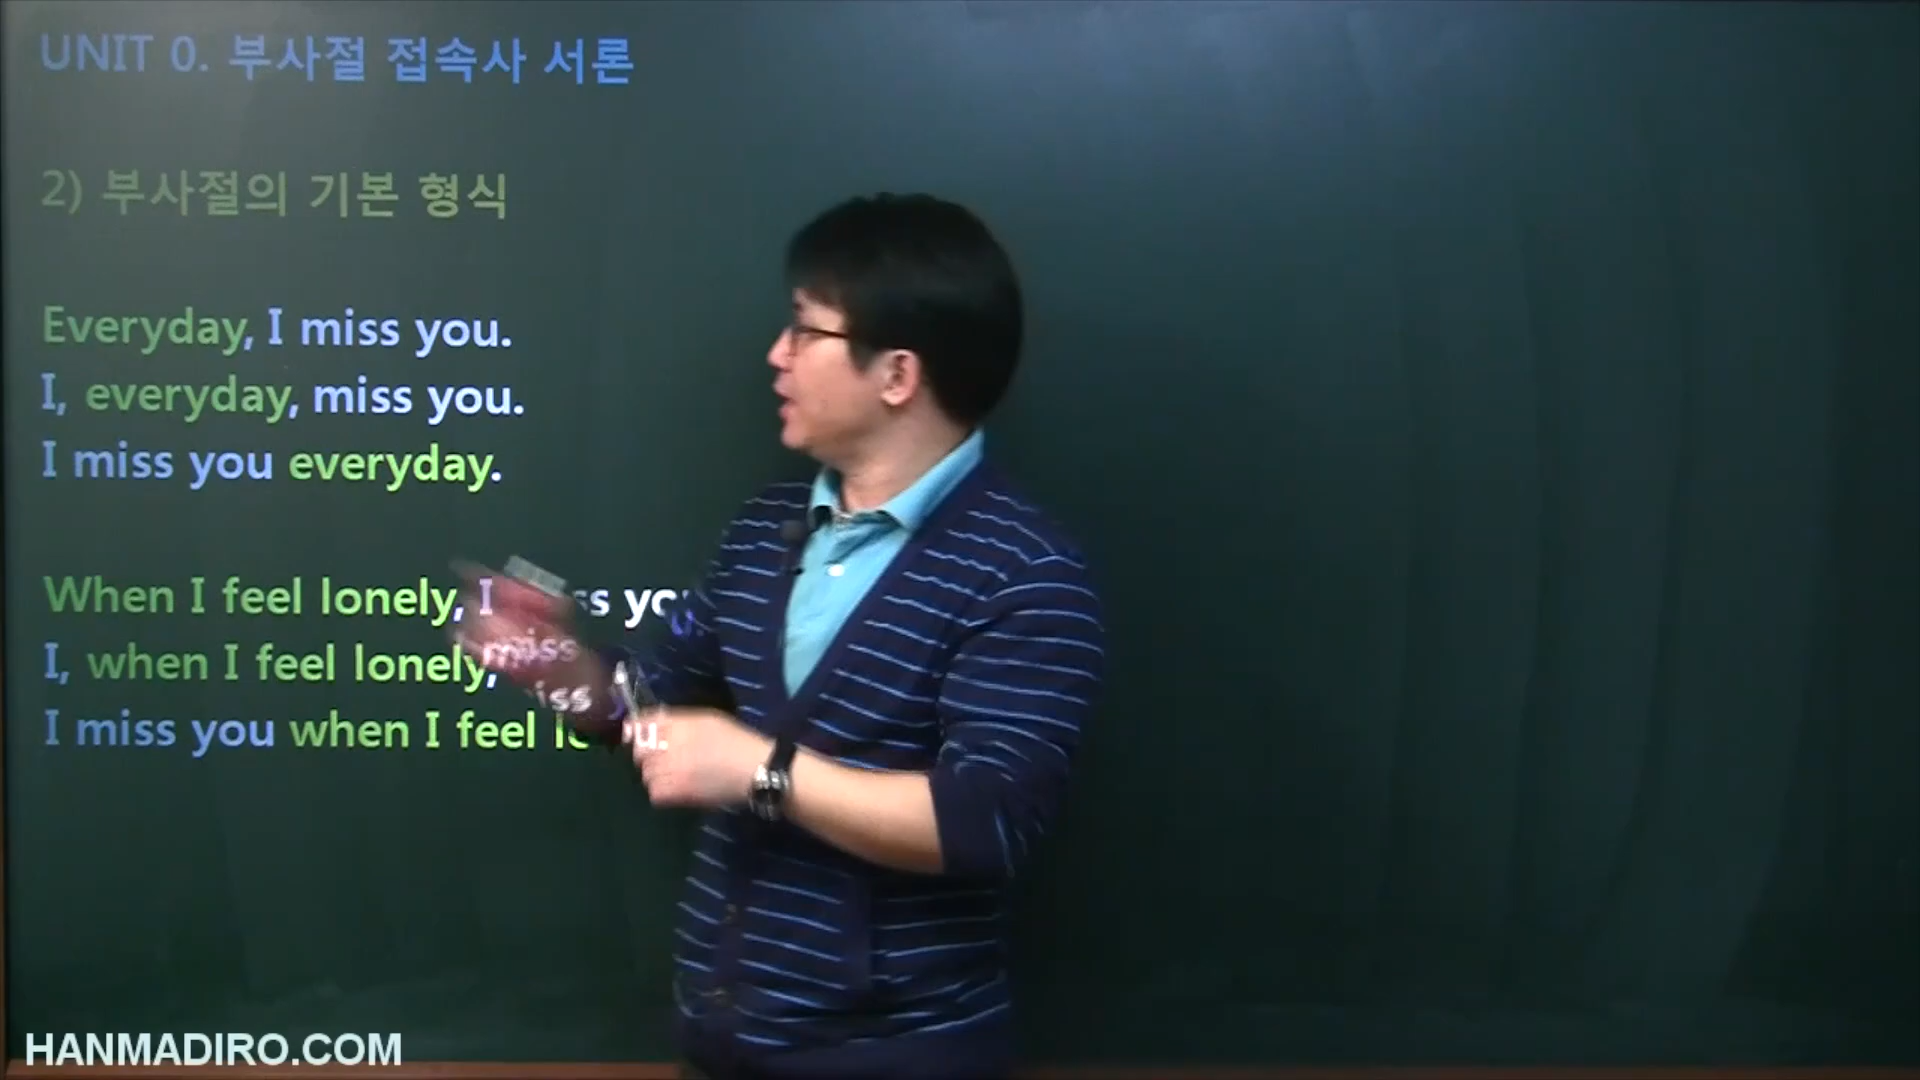 UNIT 0. 부사절 접속사 서론
2) 부사절의 기본 형식
Everyday, I miss you.
I, everyday, miss you.
I miss you everyday.
When I feel lonely, I
I, when I feel lonely, miss
I miss you when I feel
HANMADIRO.COM